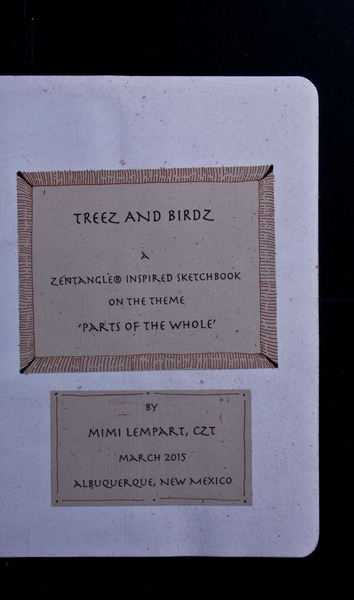 TREEZ AND BIRDZ
A
ZENTANGLE® INSPIRED SKETCHBOOK
ON THE THEME
'PARTS OF THE WHOLE'
BY
MIMI LEMPART, CZT
MARCH 2015
ALBUQUERQUE, NEW MEXICO